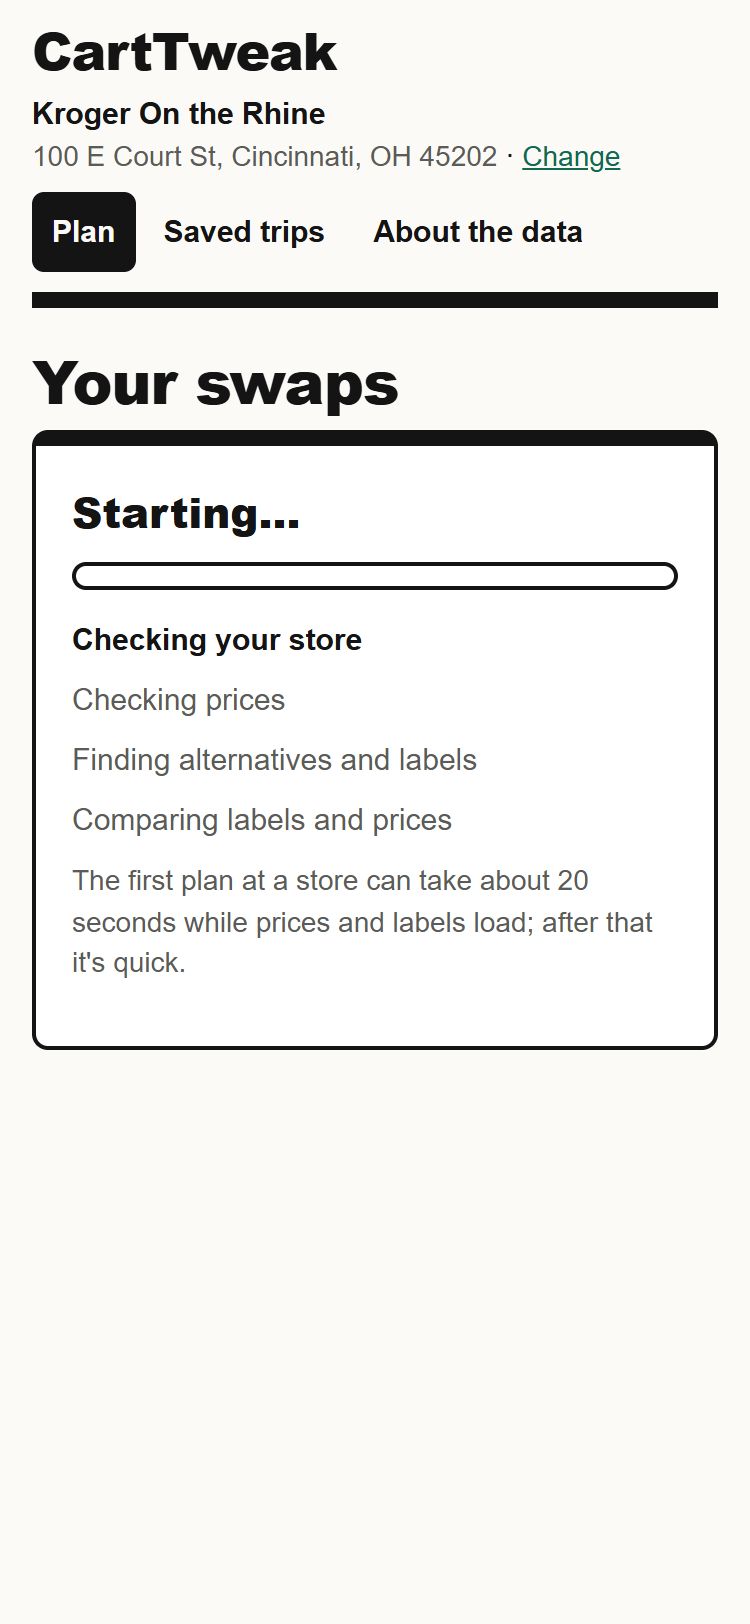 CartTweak
Kroger On the Rhine
100 E Court St, Cincinnati, OH 45202 · Change
Plan Saved trips About the data
Your swaps
Starting...
Checking your store
Checking prices
Finding alternatives and labels
Comparing labels and prices
The first plan at a store can take about 20
seconds while prices and labels load; after that
it's quick.